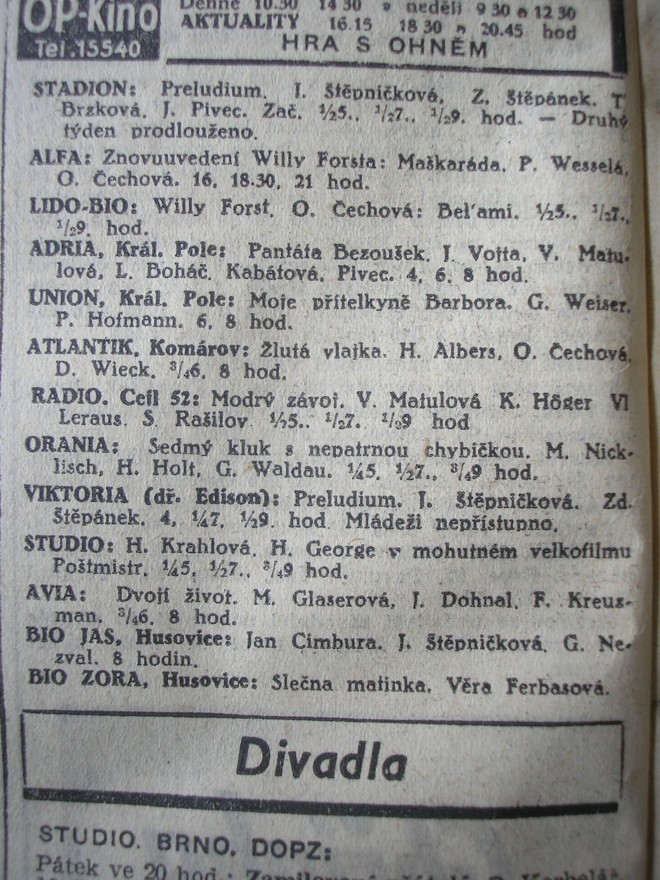 OP-Kino
Tel. 15540
Denně 10.30 14 30 v neděli 9 30 a 12 30
AKTUALITY 16.15 18 30 a 20.45 hod
HRA S OHNĚM
STADION: Preludium. J. Štěpničková, Z. Štěpánek. T
Brzková, J. Pivec. Zač. ½5., ½7., ½9. hod. — Druhý
týden prodlouženo.
ALFA: Znovuuvedení Willy Forsta: Maškaráda. P. Wesselá,
O. Čechová. 16, 18.30, 21 hod.
LIDO-BIO: Willy Forst, O. Čechová: Bel'ami. ½5., ½7.,
½9. hod.
ADRIA, Král. Pole: Pantáta Bezoušek. J. Votta, V. Matu-
lová, L. Boháč. Kabátová, Pivec. 4, 6, 8 hod.
UNION, Král. Pole: Moje přítelkyně Barbora. G. Weiser,
P. Hofmann. 6, 8 hod.
ATLANTIK, Komárov: Žlutá vlajka. H. Albers, O. Čechová,
D. Wieck. ¾6, 8 hod.
RADIO, Cejl 52: Modrý závoj. V. Matulová K. Höger Vl
Leraus. S. Rašilov ½5.. ½7. ½9 hod
ORANIA: Sedmý kluk s nepatrnou chybičkou. M. Nick-
lisch, H. Holt, G. Waldau. ¼5, ½7., ¾9 hod.
VIKTORIA (dř. Edison): Preludium. J. Štěpničková. Zd.
Štěpánek. 4, ¼7, ½9. hod Mládeži nepřístupno.
STUDIO: H. Krahlová, H. George v mohutném velkofilmu
Poštmistr. ¼5, ½7., ¾9 hod.
AVIA: Dvojí život. M. Glaserová, J. Dohnal, F. Kreuz-
man. ¾6, 8 hod.
BIO JAS, Husovice: Jan Cimbura. J. Štěpničková, G. Ne-
zval. 8 hodin.
BIO ZORA, Husovice: Slečna matinka. Věra Ferbasová.
Divadla
STUDIO. BRNO, DOPZ:
Pátek ve 20 hod.: